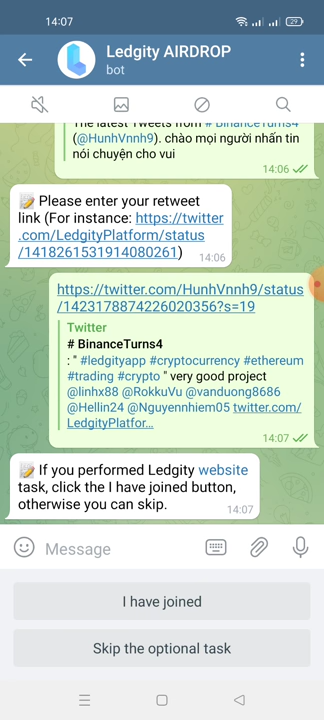 14:07
29
Ledgity AIRDROP
bot
The latest Tweets from # BinanceTurns4
(@HunhVnnh9). chào mọi người nhấn tin
nói chuyện cho vui
14:06
📝 Please enter your retweet
link (For instance: https://twitter
.com/LedgityPlatform/status
/1418261531914080261)
14:06
https://twitter.com/HunhVnnh9/status
/1423178874226020356?s=19
Twitter
# BinanceTurns4
: " #ledgityapp #cryptocurrency #ethereum
#trading #crypto " very good project
@linhx88 @RokkuVu @vanduong8686
@Hellin24 @Nguyennhiem05 twitter.com/
LedgityPlatfor...
14:07
📝 If you performed Ledgity website
task, click the I have joined button,
otherwise you can skip.
14:07
Message
I have joined
Skip the optional task